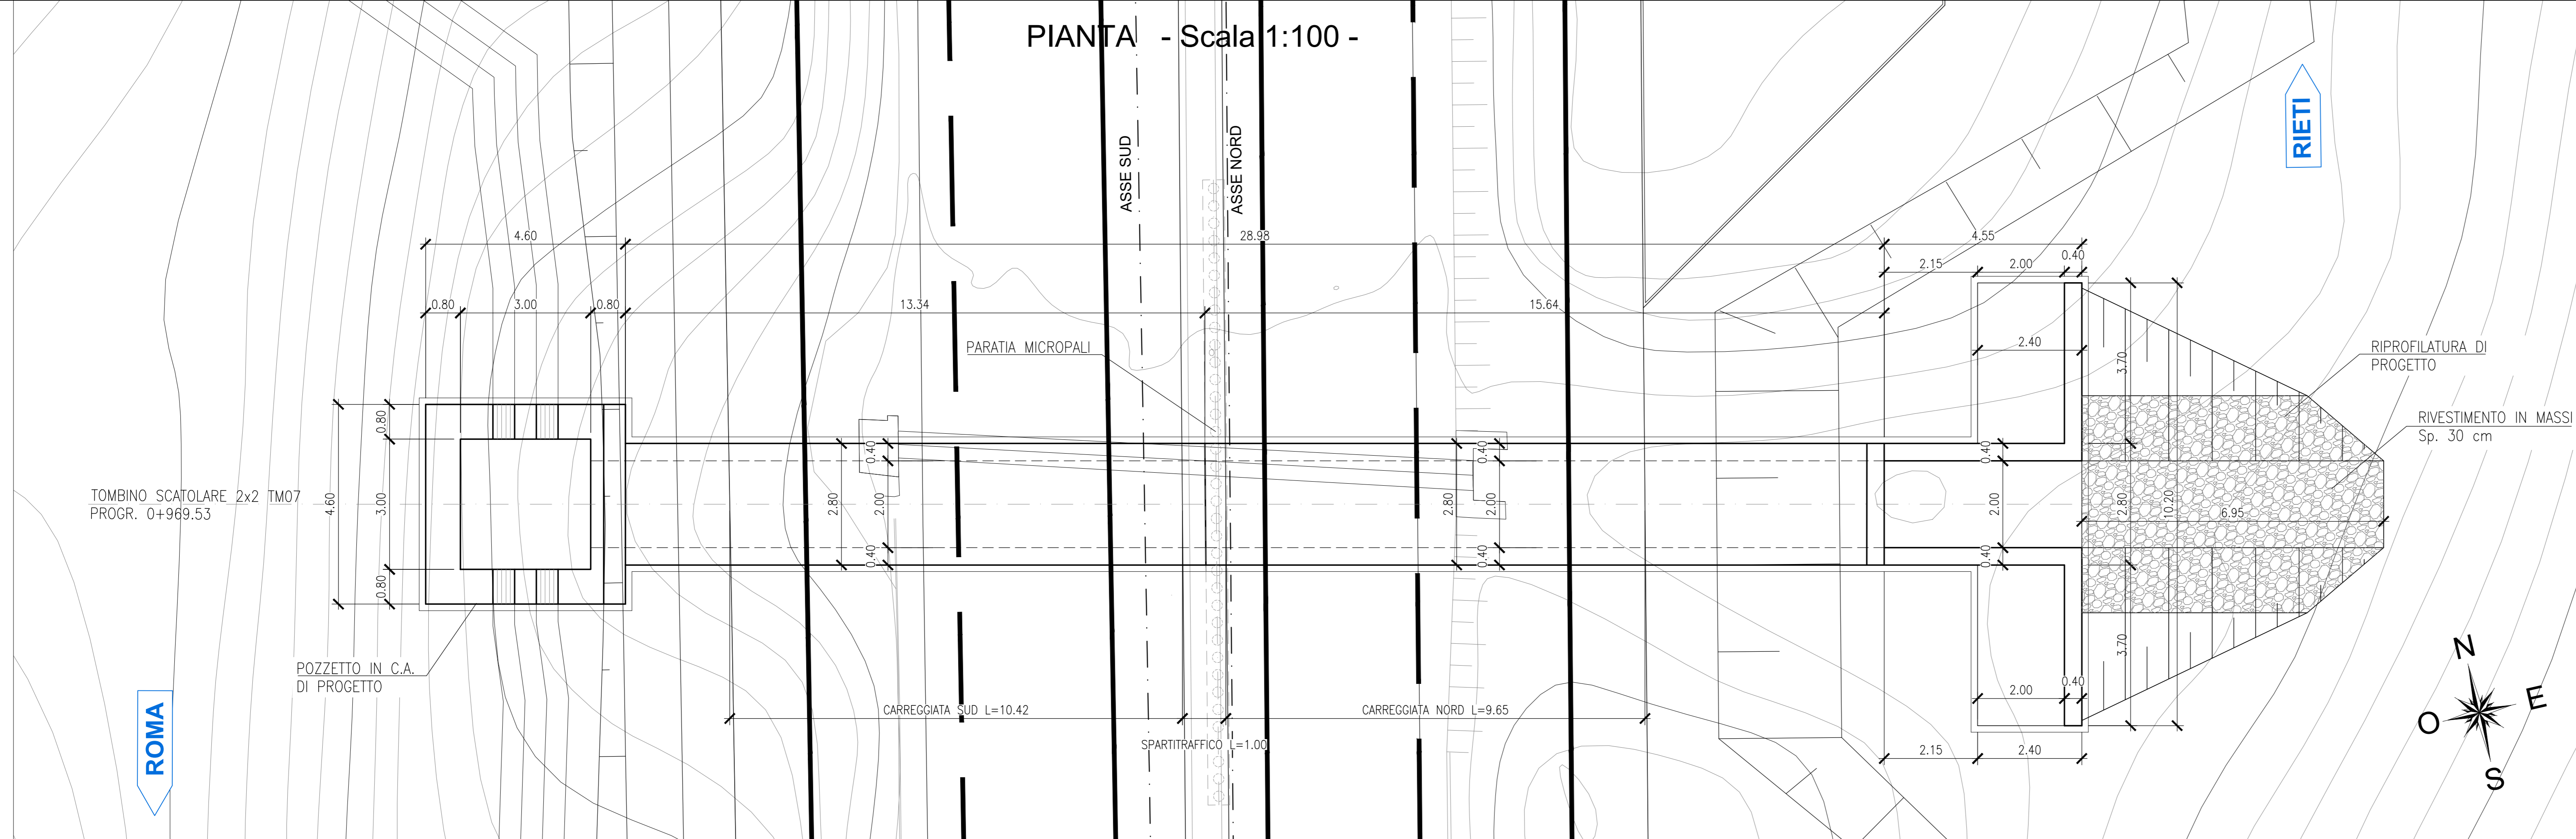 PIANTA - Scala 1:100 -
RIETI
ASSE SUD
ASSE NORD
4.60
28.98
4.55
2.15
2.00
0.40
0.80
3.00
0.80
13.34
15.64
PARATIA MICROPALI
2.40
3.70
RIPROFILATURA DI
PROGETTO
RIVESTIMENTO IN MASSI
Sp. 30 cm
TOMBINO SCATOLARE 2x2 TM07
PROGR. 0+969.53
4.60
0.80
3.00
0.80
2.80
0.40
2.00
0.40
2.80
0.40
2.00
0.40
0.40
2.00
0.40
2.80
10.20
6.95
3.70
POZZETTO IN C.A.
DI PROGETTO
ROMA
CARREGGIATA SUD L=10.42
CARREGGIATA NORD L=9.65
SPARTITRAFFICO L=1.00
2.00
0.40
2.15
2.40
N
E
O
S